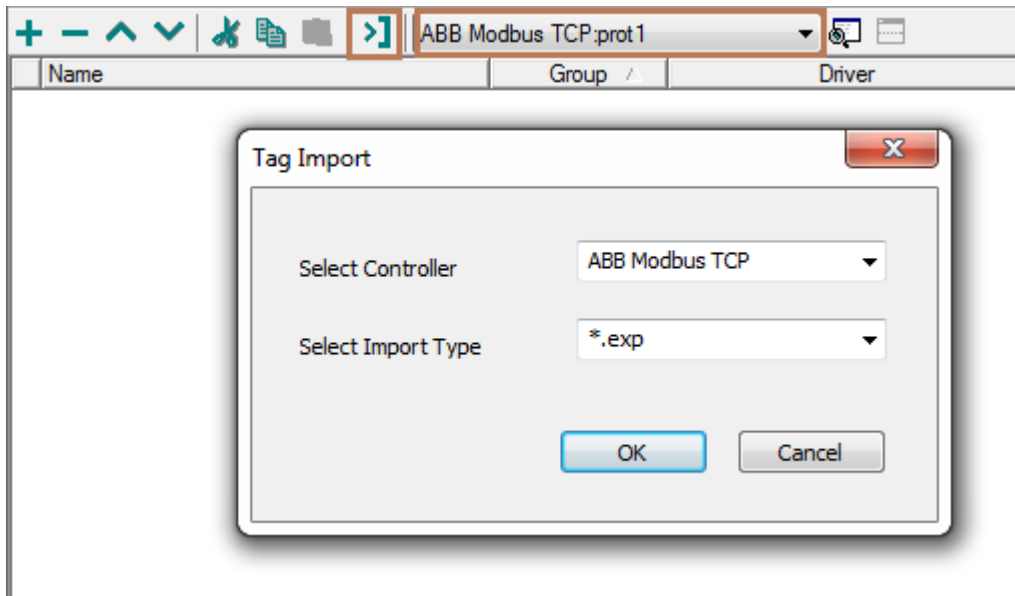 ABB Modbus TCP:prot1
Name Group Driver
Tag Import
Select Controller ABB Modbus TCP
Select Import Type *.exp
OK Cancel